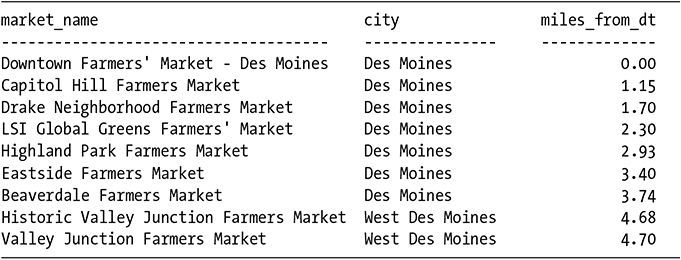 market_name city miles_from_dt
------------------------------------- --------------- -------------
Downtown Farmers' Market - Des Moines Des Moines 0.00
Capitol Hill Farmers Market Des Moines 1.15
Drake Neighborhood Farmers Market Des Moines 1.70
LSI Global Greens Farmers' Market Des Moines 2.30
Highland Park Farmers Market Des Moines 2.93
Eastside Farmers Market Des Moines 3.40
Beaverdale Farmers Market Des Moines 3.74
Historic Valley Junction Farmers Market West Des Moines 4.68
Valley Junction Farmers Market West Des Moines 4.70